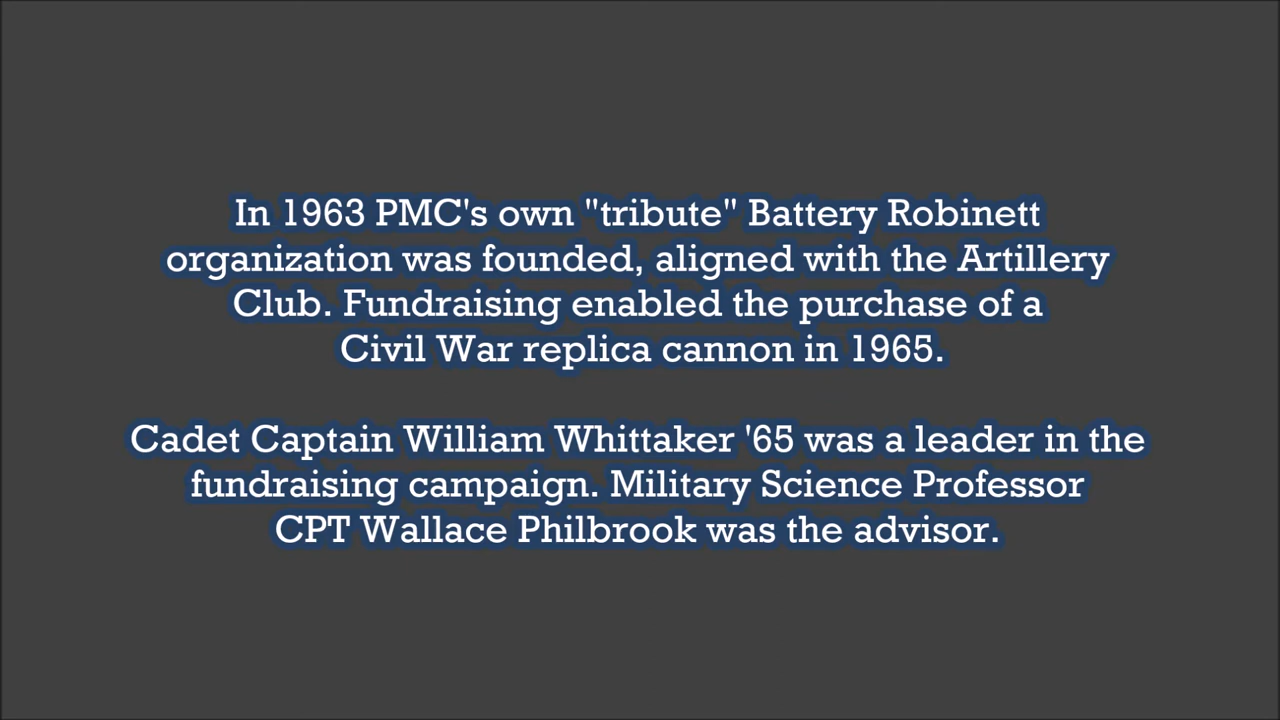 In 1963 PMC's own "tribute" Battery Robinett
organization was founded, aligned with the Artillery
Club. Fundraising enabled the purchase of a
Civil War replica cannon in 1965.
Cadet Captain William Whittaker '65 was a leader in the
fundraising campaign. Military Science Professor
CPT Wallace Philbrook was the advisor.